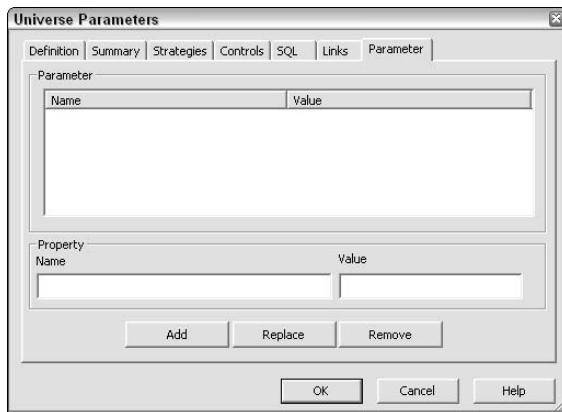 Universe Parameters
Definition Summary Strategies Controls SQL Links Parameter
Parameter
Name Value
Property
Name Value
Add Replace Remove
OK Cancel Help